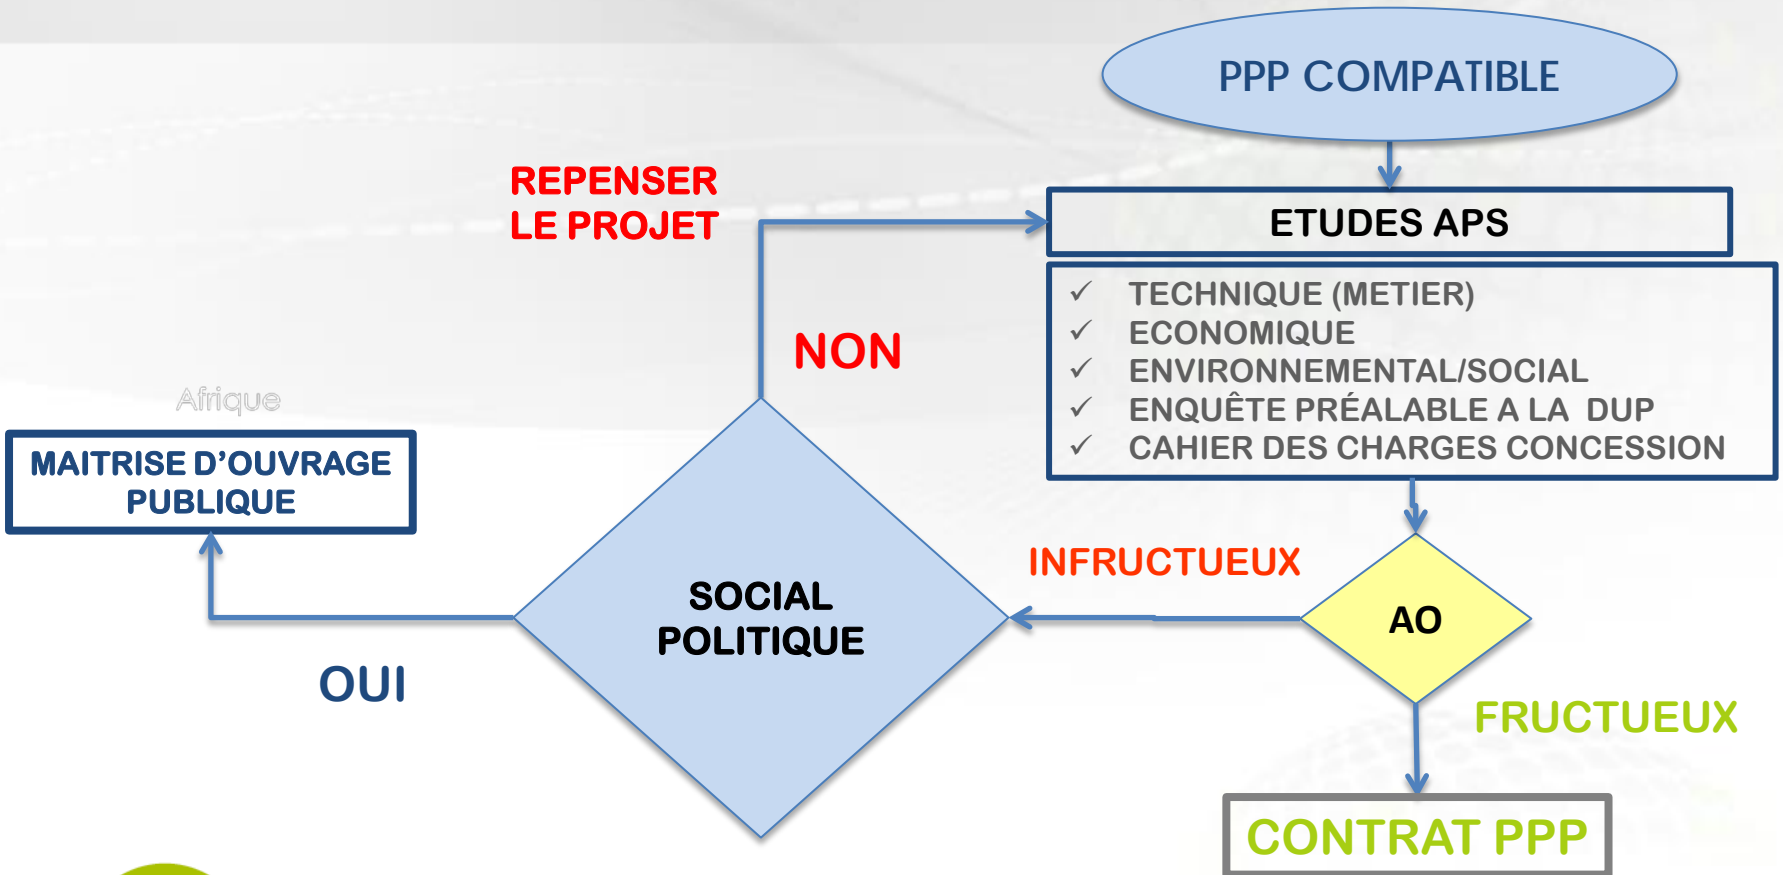 PPP COMPATIBLE
REPENSER
LE PROJET
ETUDES APS
✓ TECHNIQUE (METIER)
✓ ECONOMIQUE
✓ ENVIRONNEMENTAL/SOCIAL
✓ ENQUÊTE PRÉALABLE A LA DUP
✓ CAHIER DES CHARGES CONCESSION
NON
Afrique
MAITRISE D’OUVRAGE
PUBLIQUE
INFRUCTUEUX
SOCIAL
POLITIQUE
AO
OUI
FRUCTUEUX
CONTRAT PPP